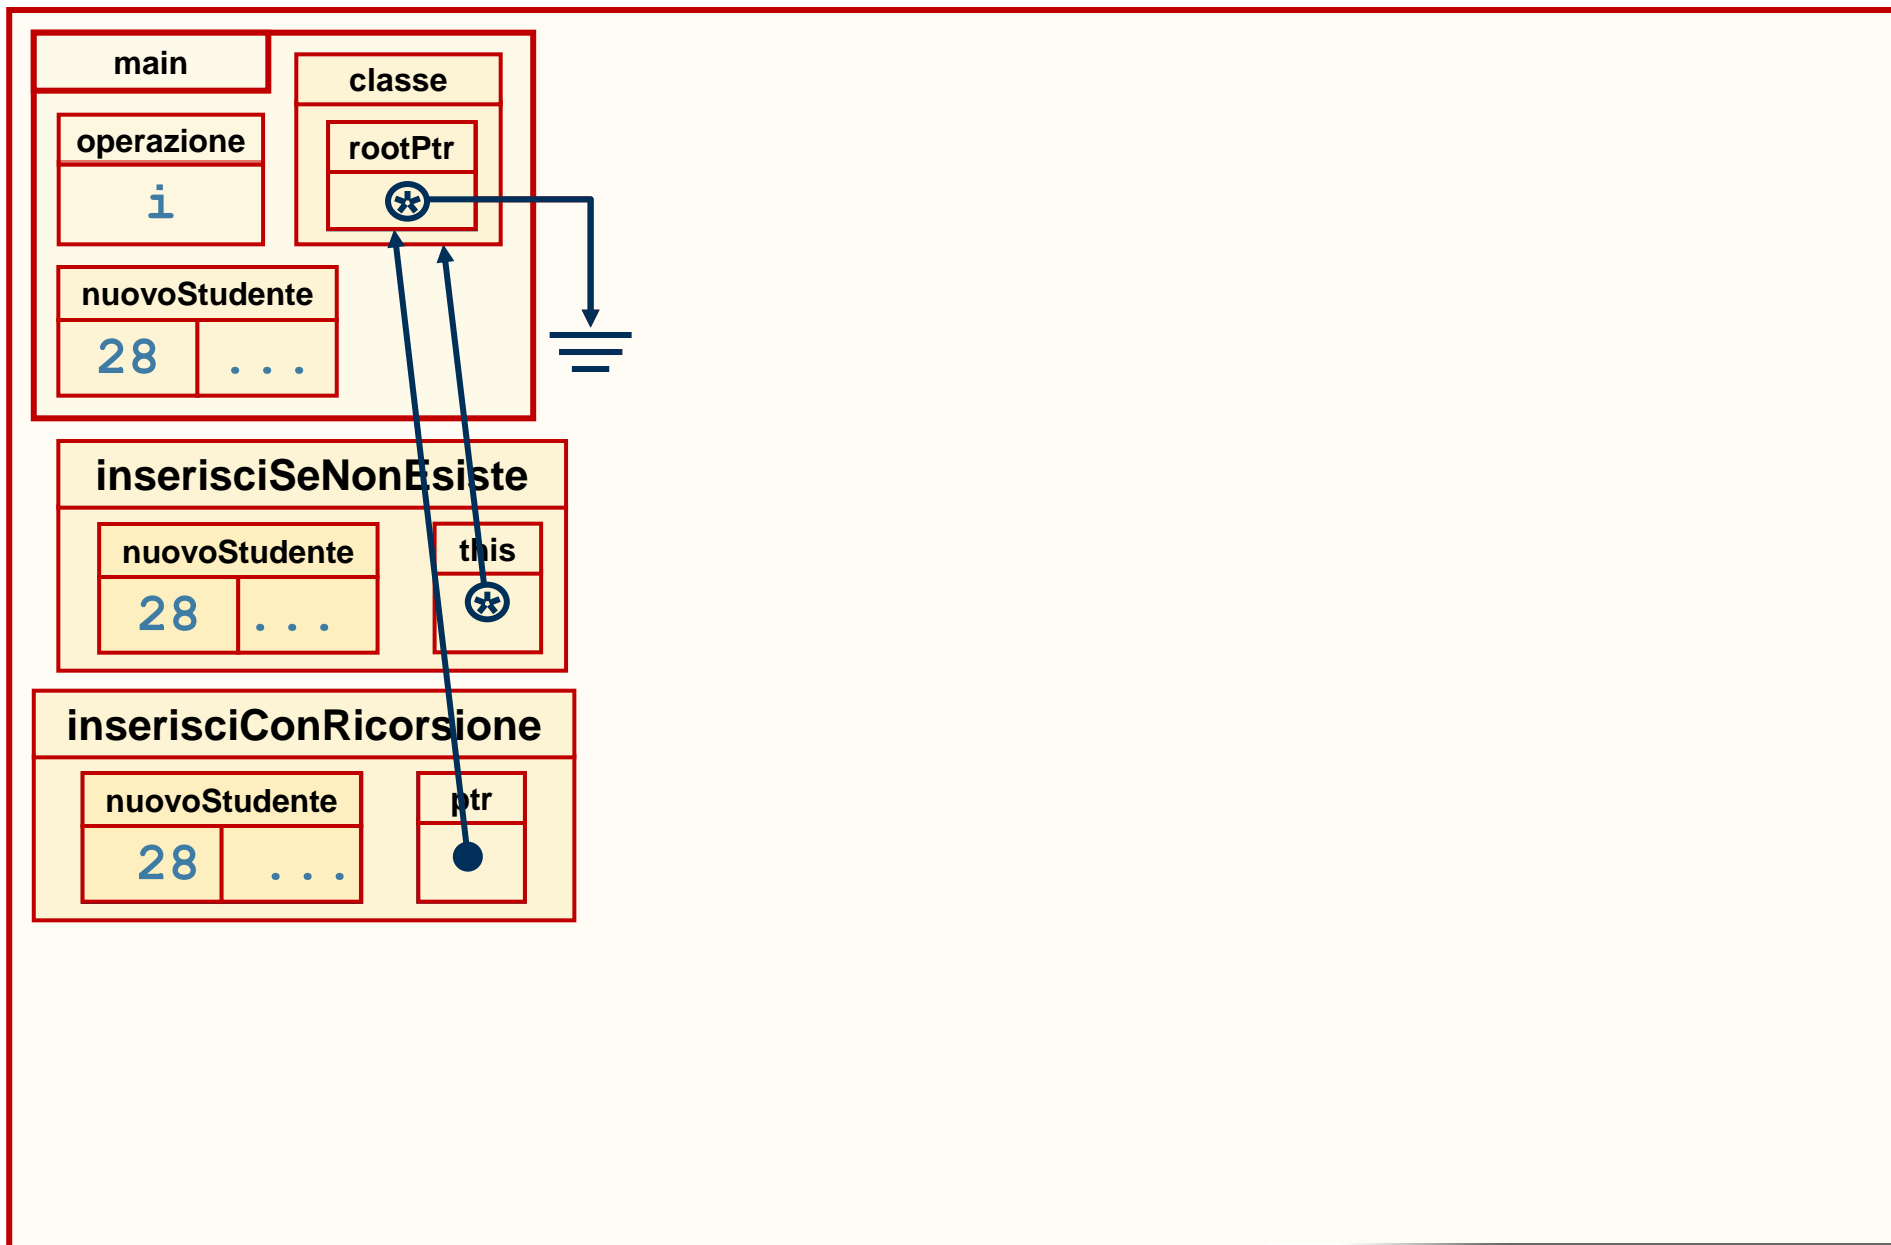 main
classe
operazione
rootPtr
i
*
nuovoStudente
28 ...
inserisciSeNonEsiste
nuovoStudente
this
28 ...
*
inserisciConRicorsione
nuovoStudente
ptr
28 ...